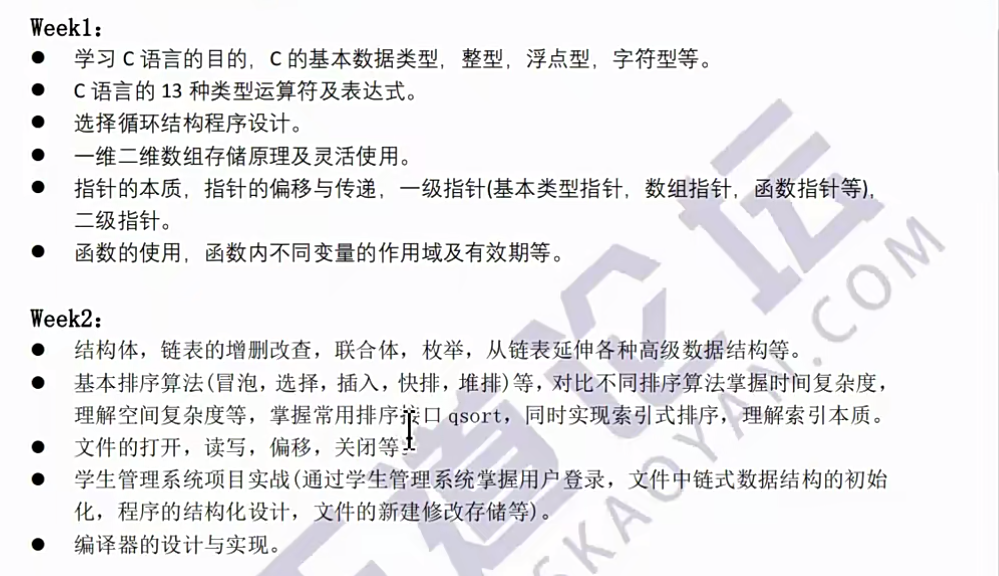 Week1：
● 学习 C 语言的目的，C 的基本数据类型，整型，浮点型，字符型等。
● C 语言的 13 种类型运算符及表达式。
● 选择循环结构程序设计。
● 一维二维数组存储原理及灵活使用。
● 指针的本质，指针的偏移与传递，一级指针(基本类型指针，数组指针，函数指针等)，
二级指针。
● 函数的使用，函数内不同变量的作用域及有效期等。
Week2：
● 结构体，链表的增删改查，联合体，枚举，从链表延伸各种高级数据结构等。
● 基本排序算法(冒泡，选择，插入，快排，堆排)等，对比不同排序算法掌握时间复杂度，
理解空间复杂度等，掌握常用排序接口 qsort，同时实现索引式排序，理解索引本质。
● 文件的打开，读写，偏移，关闭等。
● 学生管理系统项目实战(通过学生管理系统掌握用户登录，文件中链式数据结构的初始
化，程序的结构化设计，文件的新建修改存储等)。
● 编译器的设计与实现。
道论坛
SKAOYAN.COM